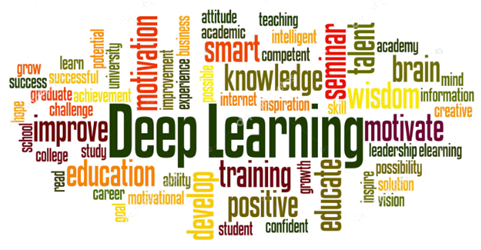 attitude
teaching
academic
intelligent
smart
competent
seminar
talent
academy
brain
mind
information
creative
wisdom
knowledge
possible
internet
inspiration
skill
business
experience
improvement
motivation
university
potential
learn
grow
successful
success
graduate
achievement
challenge
hope
school
improve
college
study
Deep Learning
motivate
leadership
elearning
possibility
solution
vision
inspire
educate
growth
training
positive
confident
student
develop
ability
motivational
education
career
goal
read